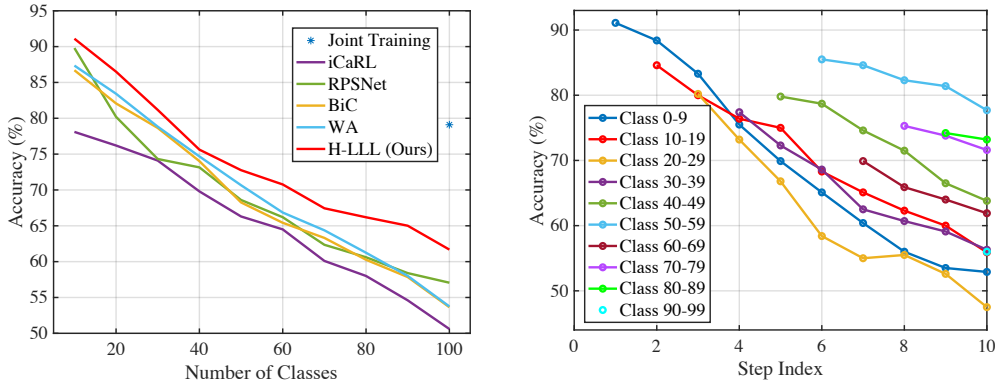 95
90
85
80
75
70
65
60
55
50
Accuracy (%)
20
40
60
80
100
Number of Classes
Joint Training
iCaRL
RPSNet
BiC
WA
H-LLL (Ours)
90
80
70
60
50
Accuracy (%)
0
2
4
6
8
10
Step Index
Class 0-9
Class 10-19
Class 20-29
Class 30-39
Class 40-49
Class 50-59
Class 60-69
Class 70-79
Class 80-89
Class 90-99